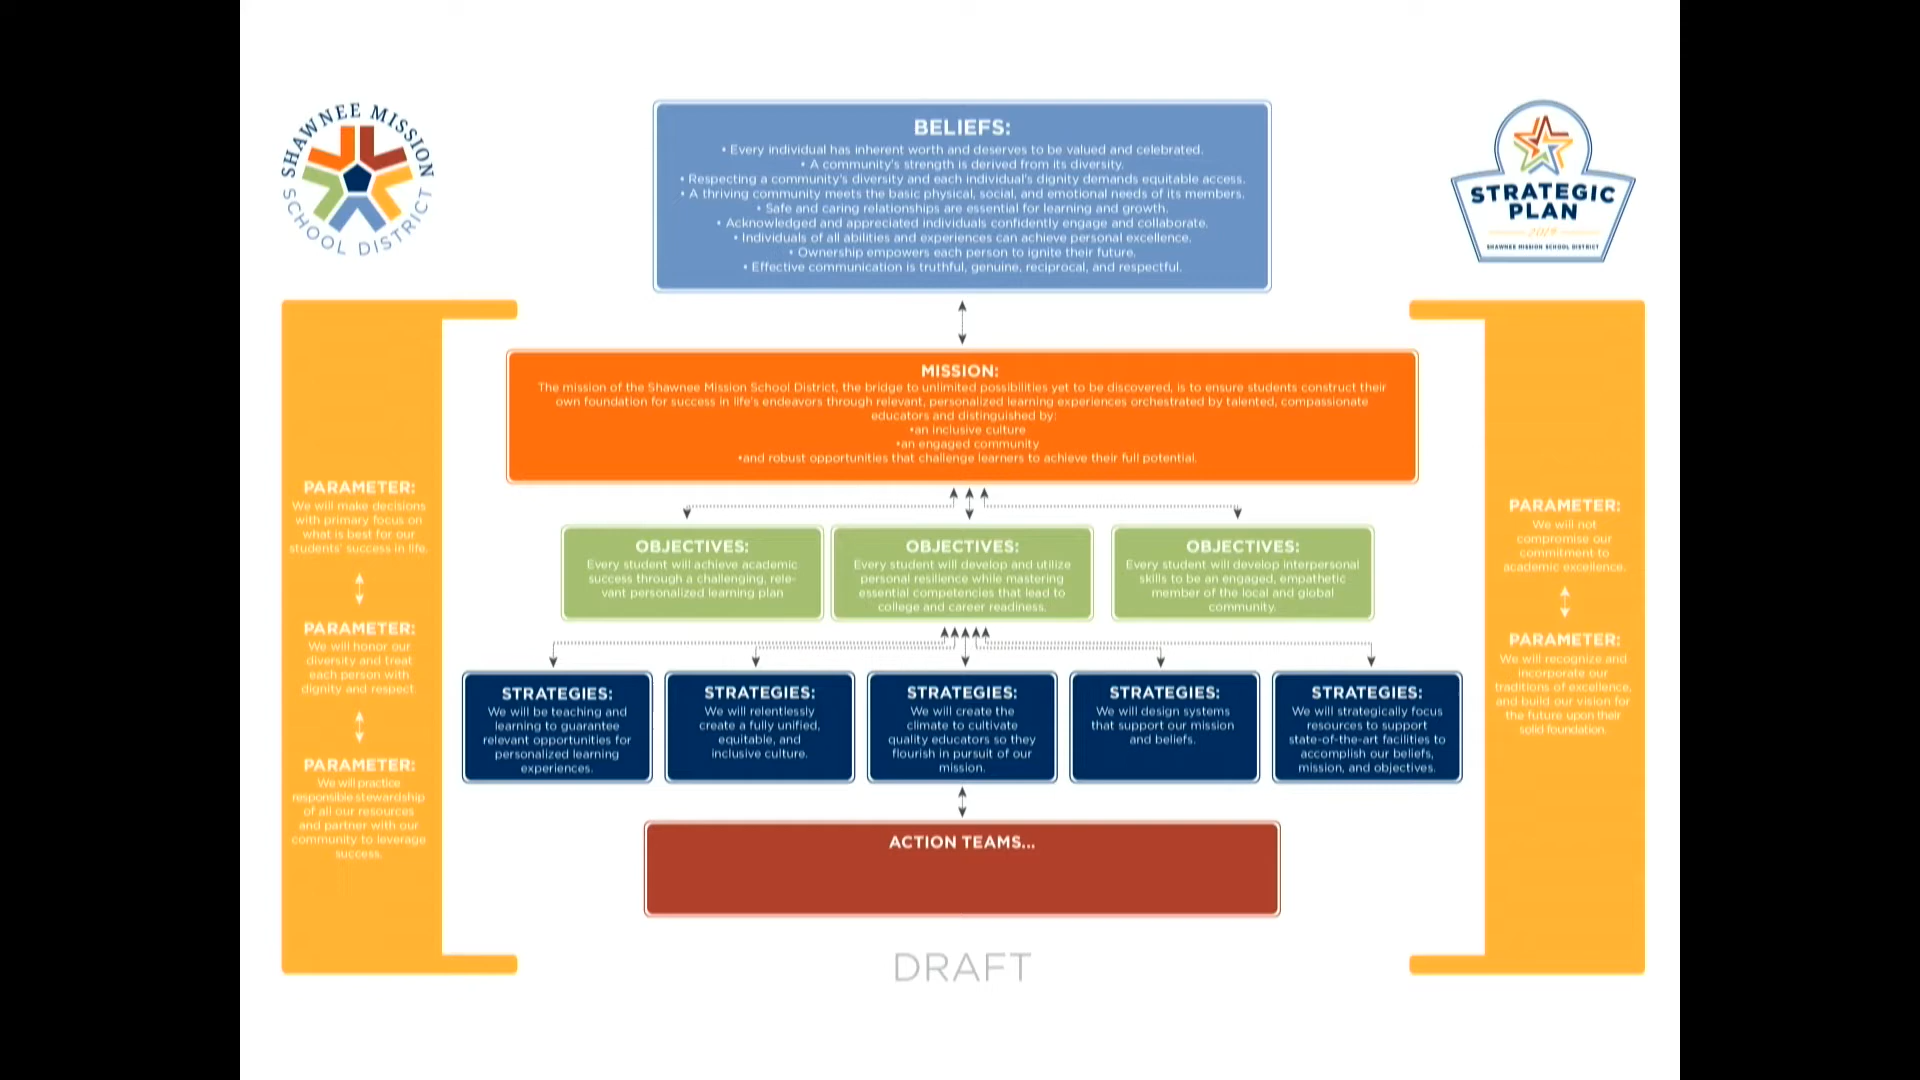 SHAWNEE MISSION
SCHOOL DISTRICT
BELIEFS:
• Every individual has inherent worth and deserves to be valued and celebrated.
• A community's strength is derived from its diversity.
• Respecting a community's diversity and each individual's dignity demands equitable access.
• A thriving community meets the basic physical, social, and emotional needs of its members.
• Safe and caring relationships are essential for learning and growth.
• Acknowledged and appreciated individuals confidently engage and collaborate.
• Individuals of all abilities and experiences can achieve personal excellence.
• Ownership empowers each person to ignite their future.
• Effective communication is truthful, genuine, reciprocal, and respectful.
STRATEGIC
PLAN
2019
SHAWNEE MISSION SCHOOL DISTRICT
MISSION:
The mission of the Shawnee Mission School District, the bridge to unlimited possibilities yet to be discovered, is to ensure students construct their
own foundation for success in life's endeavors through relevant, personalized learning experiences orchestrated by talented, compassionate
educators and distinguished by:
•an inclusive culture
•an engaged community
•and robust opportunities that challenge learners to achieve their full potential.
PARAMETER:
We will make decisions
with primary focus on
what is best for our
students' success in life.
PARAMETER:
We will honor our
diversity and treat
each person with
dignity and respect.
PARAMETER:
We will practice
responsible stewardship
of all our resources
and partner with our
community to leverage
success.
OBJECTIVES:
Every student will achieve academic
success through a challenging, rele-
vant personalized learning plan
OBJECTIVES:
Every student will develop and utilize
personal resilience while mastering
essential competencies that lead to
college and career readiness.
OBJECTIVES:
Every student will develop interpersonal
skills to be an engaged, empathetic
member of the local and global
community.
STRATEGIES:
We will be teaching and
learning to guarantee
relevant opportunities for
personalized learning
experiences.
STRATEGIES:
We will relentlessly
create a fully unified,
equitable, and
inclusive culture.
STRATEGIES:
We will create the
climate to cultivate
quality educators so they
flourish in pursuit of our
mission.
STRATEGIES:
We will design systems
that support our mission
and beliefs.
STRATEGIES:
We will strategically focus
resources to support
state-of-the-art facilities to
accomplish our beliefs,
mission, and objectives.
PARAMETER:
We will not
compromise our
commitment to
academic excellence.
PARAMETER:
We will recognize and
incorporate our
traditions of excellence,
and build our vision for
the future upon their
solid foundation.
ACTION TEAMS...
DRAFT